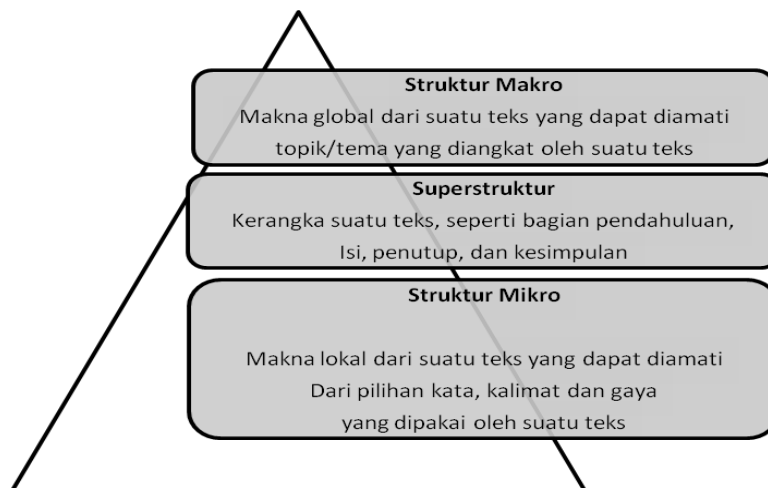 Struktur Makro
Makna global dari suatu teks yang dapat diamati
topik/tema yang diangkat oleh suatu teks
Superstruktur
Kerangka suatu teks, seperti bagian pendahuluan,
Isi, penutup, dan kesimpulan
Struktur Mikro
Makna lokal dari suatu teks yang dapat diamati
Dari pilihan kata, kalimat dan gaya
yang dipakai oleh suatu teks